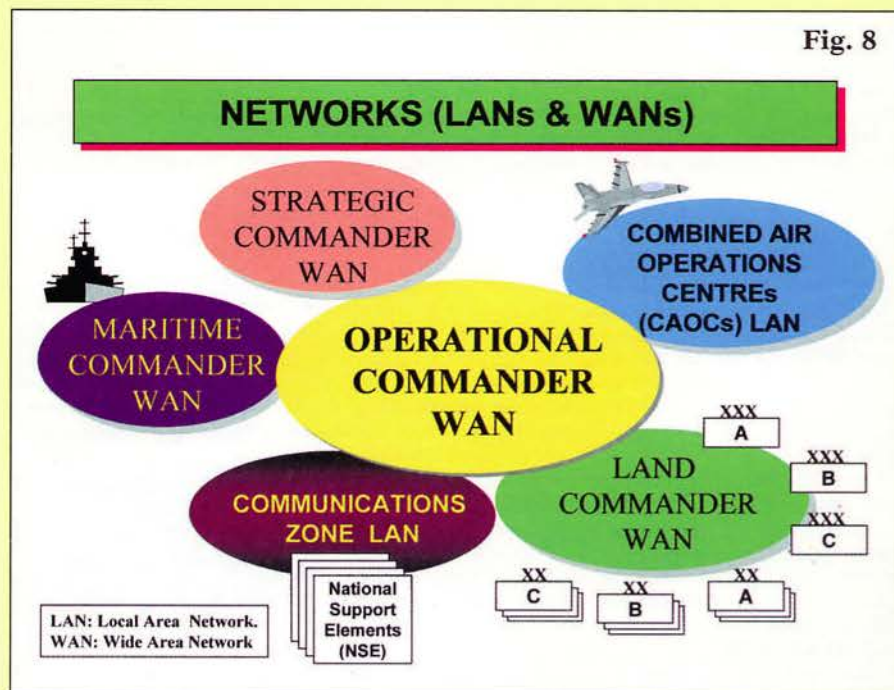 Fig. 8
NETWORKS (LANs & WANs)
STRATEGIC
COMMANDER
WAN
COMBINED AIR
OPERATIONS
CENTREs
(CAOCs) LAN
MARITIME
COMMANDER
WAN
OPERATIONAL
COMMANDER
WAN
XXX
A
XXX
B
XXX
C
LAND
COMMANDER
WAN
COMMUNICATIONS
ZONE LAN
XX
C
XX
B
XX
A
National
Support
Elements
(NSE)
LAN: Local Area Network.
WAN: Wide Area Network